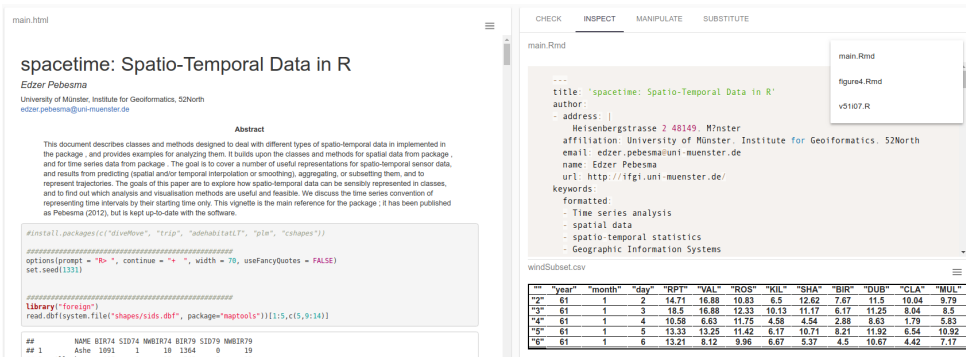 main.html
spacetime: Spatio-Temporal Data in R
Edzer Pebesma
University of Münster, Institute for Geoinformatics, 52North
edzer.pebesma@uni-muenster.de
Abstract
This document describes classes and methods designed to deal with different types of spatio-temporal data in implemented in
the package , and provides examples for analyzing them. It builds upon the classes and methods for spatial data from package ,
and for time series data from package . The goal is to cover a number of useful representations for spatio-temporal sensor data,
and results from predicting (spatial and/or temporal interpolation or smoothing), aggregating, or subsetting them, and to
represent trajectories. The goals of this paper are to explore how spatio-temporal data can be sensibly represented in classes,
and to find out which analysis and visualisation methods are useful and feasible. We discuss the time series convention of
representing time intervals by their starting time only. This vignette is the main reference for the package ; it has been published
as Pebesma (2012), but is kept up-to-date with the software.
#install.packages(c("diveMove", "trip", "adehabitatLT", "plm", "cshapes"))
##################################################
options(prompt = "R> ", continue = "+  ", width = 70, useFancyQuotes = FALSE)
set.seed(1331)
##################################################
library("foreign")
read.dbf(system.file("shapes/sids.dbf", package="maptools"))[1:5,c(5,9:14)]
##   NAME BIR74 SID74 NWBIR74 BIR79 SID79 NWBIR79
## 1 Ashe 1091 1 10 1364 0 19
CHECK INSPECT MANIPULATE SUBSTITUTE
main.Rmd
main.Rmd
figure4.Rmd
v51i07.R
---
title: 'spacetime: Spatio-Temporal Data in R'
author:
- address: |
Heisenbergstrasse 2 48149, M?nster
affiliation: University of Münster, Institute for Geoinformatics, 52North
email: edzer.pebesma@uni-muenster.de
name: Edzer Pebesma
url: http://ifgi.uni-muenster.de/
keywords:
formatted:
- Time series analysis
- spatial data
- spatio-temporal statistics
- Geographic Information Systems
windSubset.csv
"" "year" "month" "day" "RPT" "VAL" "ROS" "KIL" "SHA" "BIR" "DUB" "CLA" "MUL"
"2" 61 1 2 14.71 16.88 10.83 6.5 12.62 7.67 11.5 10.04 9.79
"3" 61 1 3 18.5 16.88 12.33 10.13 11.17 6.17 11.25 8.04 8.5
"4" 61 1 4 10.58 6.63 11.75 4.58 4.54 2.88 8.63 1.79 5.83
"5" 61 1 5 13.33 13.25 11.42 6.17 10.71 8.21 11.92 6.54 10.92
"6" 61 1 6 13.21 8.12 9.96 6.67 5.37 4.5 10.67 4.42 7.17